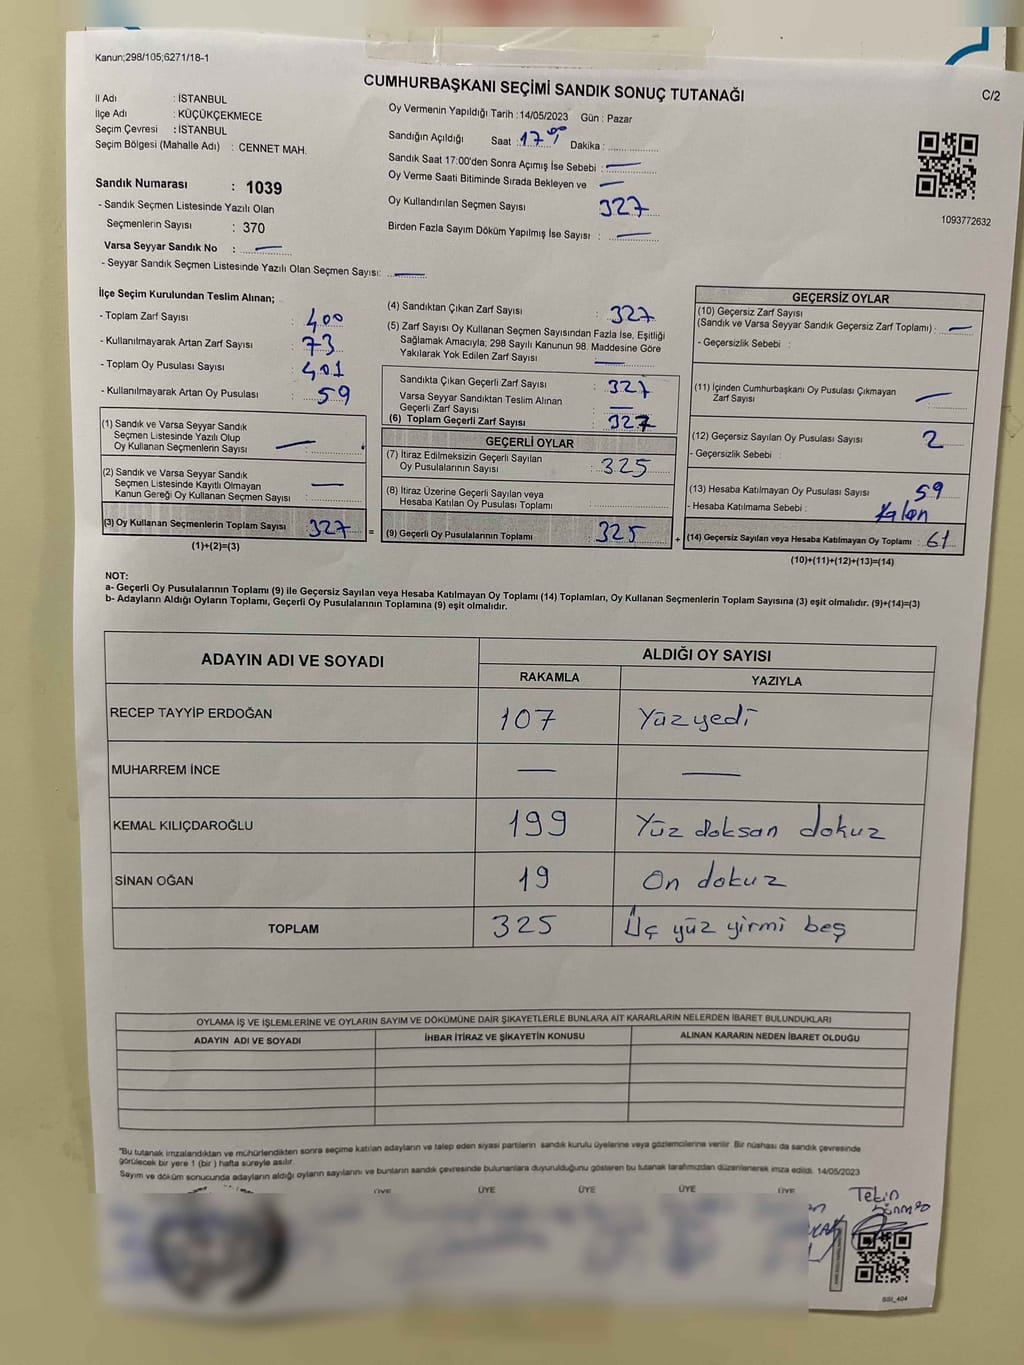 Kanun;298/105;6271/18-1
CUMHURBAŞKANI SEÇİMİ SANDIK SONUÇ TUTANAĞI
C/2
İl Adı : İSTANBUL
İlçe Adı : KÜÇÜKÇEKMECE
Seçim Çevresi : İSTANBUL
Seçim Bölgesi (Mahalle Adı) : CENNET MAH.
Sandık Numarası : 1039
- Sandık Seçmen Listesinde Yazılı Olan
Seçmenlerin Sayısı : 370
Varsa Seyyar Sandık No : —
- Seyyar Sandık Seçmen Listesinde Yazılı Olan Seçmen Sayısı: —
Oy Vermenin Yapıldığı Tarih : 14/05/2023 Gün : Pazar
Sandığın Açıldığı Saat : 17 00 Dakika :
Sandık Saat 17:00'den Sonra Açımış İse Sebebi : —
Oy Verme Saati Bitiminde Sırada Bekleyen ve —
Oy Kullandırılan Seçmen Sayısı 327
Birden Fazla Sayım Döküm Yapılmış İse Sayısı : —
1093772632
İlçe Seçim Kurulundan Teslim Alınan;
- Toplam Zarf Sayısı : 400
- Kullanılmayarak Artan Zarf Sayısı : 73
- Toplam Oy Pusulası Sayısı : 401
- Kullanılmayarak Artan Oy Pusulası : 59
(1) Sandık ve Varsa Seyyar Sandık
Seçmen Listesinde Yazılı Olup
Oy Kullanan Seçmenlerin Sayısı : —
(2) Sandık ve Varsa Seyyar Sandık
Seçmen Listesinde Kayıtlı Olmayan
Kanun Gereği Oy Kullanan Seçmen Sayısı : —
(3) Oy Kullanan Seçmenlerin Toplam Sayısı : 327 =
(1)+(2)=(3)
(4) Sandıktan Çıkan Zarf Sayısı : 327
(5) Zarf Sayısı Oy Kullanan Seçmen Sayısından Fazla İse, Eşitliği
Sağlamak Amacıyla; 298 Sayılı Kanunun 98. Maddesine Göre
Yakılarak Yok Edilen Zarf Sayısı : —
Sandıkta Çıkan Geçerli Zarf Sayısı : 327
Varsa Seyyar Sandıktan Teslim Alınan
Geçerli Zarf Sayısı : —
(6) Toplam Geçerli Zarf Sayısı : 327
GEÇERLİ OYLAR
(7) İtiraz Edilmeksizin Geçerli Sayılan
Oy Pusulalarının Sayısı : 325
(8) İtiraz Üzerine Geçerli Sayılan veya
Hesaba Katılan Oy Pusulası Toplamı :
(9) Geçerli Oy Pusulalarının Toplamı : 325 +
GEÇERSİZ OYLAR
(10) Geçersiz Zarf Sayısı
(Sandık ve Varsa Seyyar Sandık Geçersiz Zarf Toplamı) : —
- Geçersizlik Sebebi :
(11) İçinden Cumhurbaşkanı Oy Pusulası Çıkmayan
Zarf Sayısı : —
(12) Geçersiz Sayılan Oy Pusulası Sayısı : 2
- Geçersizlik Sebebi :
(13) Hesaba Katılmayan Oy Pusulası Sayısı : 59
- Hesaba Katılmama Sebebi : Kalan
(14) Geçersiz Sayılan veya Hesaba Katılmayan Oy Toplamı : 61
(10)+(11)+(12)+(13)=(14)
NOT:
a- Geçerli Oy Pusulalarının Toplamı (9) ile Geçersiz Sayılan veya Hesaba Katılmayan Oy Toplamı (14) Toplamları, Oy Kullanan Seçmenlerin Toplam Sayısına (3) eşit olmalıdır. (9)+(14)=(3)
b- Adayların Aldığı Oyların Toplamı, Geçerli Oy Pusulalarının Toplamına (9) eşit olmalıdır.
ADAYIN ADI VE SOYADI
ALDIĞI OY SAYISI
RAKAMLA YAZIYLA
RECEP TAYYİP ERDOĞAN 107 Yüz yedi
MUHARREM İNCE — —
KEMAL KILIÇDAROĞLU 199 Yüz doksan dokuz
SİNAN OĞAN 19 On dokuz
TOPLAM 325 Üç yüz yirmi beş
OYLAMA İŞ VE İŞLEMLERİNE VE OYLARIN SAYIM VE DÖKÜMÜNE DAİR ŞİKAYETLERLE BUNLARA AİT KARARLARIN NELERDEN İBARET BULUNDUKLARI
ADAYIN ADI VE SOYADI İHBAR İTİRAZ VE ŞİKAYETİN KONUSU ALINAN KARARIN NEDEN İBARET OLDUĞU
"Bu tutanak imzalandıktan ve mühürlendikten sonra seçime katılan adayların ve talep eden siyasi partilerin sandık kurulu üyelerine veya gözlemcilerine verilir. Bir nüshası da sandık çevresinde
görülecek bir yere 1 (bir) hafta süreyle asılır.
Sayım ve döküm sonucunda adayların aldığı oyların sayılarını ve bunların sandık çevresinde bulunanlara duyurulduğunu gösteren bu tutanak tarafımızdan düzenlenerek imza edildi. 14/05/2023
ÜYE ÜYE ÜYE ÜYE ÜYE
Tekin
SSI_404